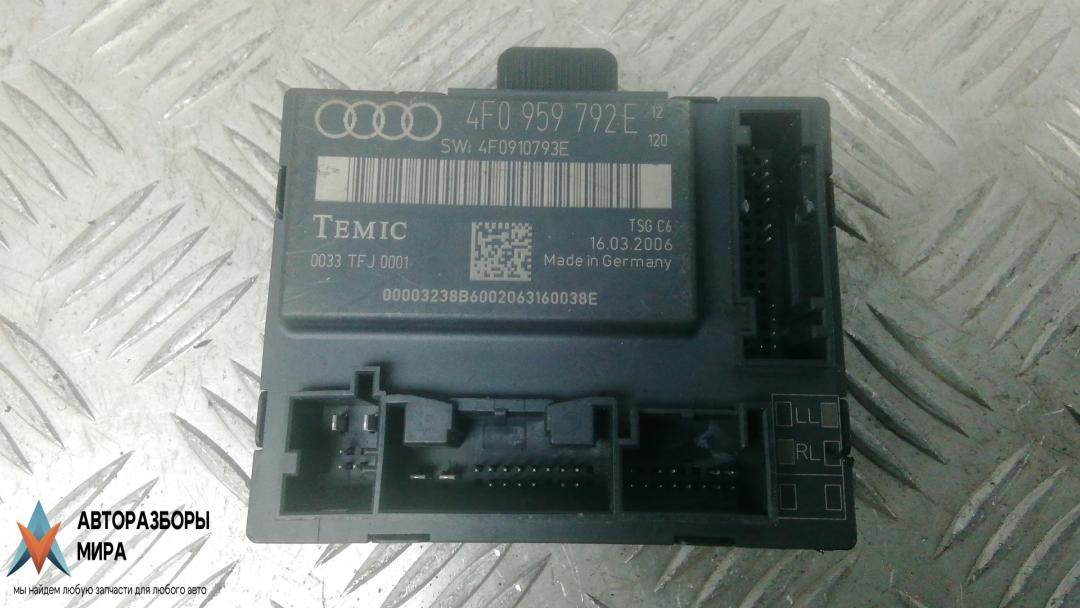 4F0 959 792E 12
120
SW: 4F0910793E
TEMIC
TSG C6
16.03.2006
0033 TFJ 0001
Made in Germany
00003238B6002063160038E
LL
RL
АВТОРАЗБОРЫ
МИРА
мы найдем любую запчасти для любого авто